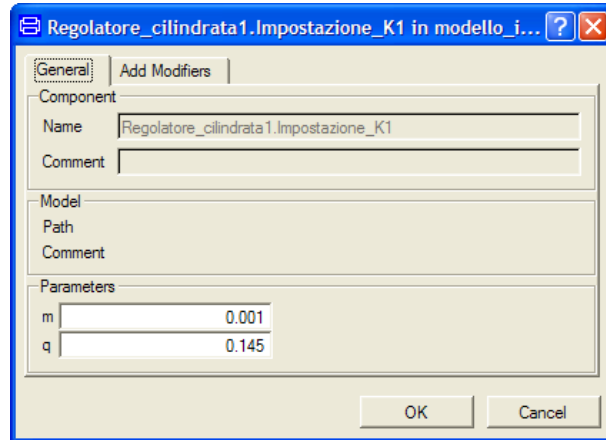 Regolatore_cilindrata1.Impostazione_K1 in modello_i...
General Add Modifiers
Component
Name Regolatore_cilindrata1.Impostazione_K1
Comment
Model
Path
Comment
Parameters
m 0.001
q 0.145
OK Cancel